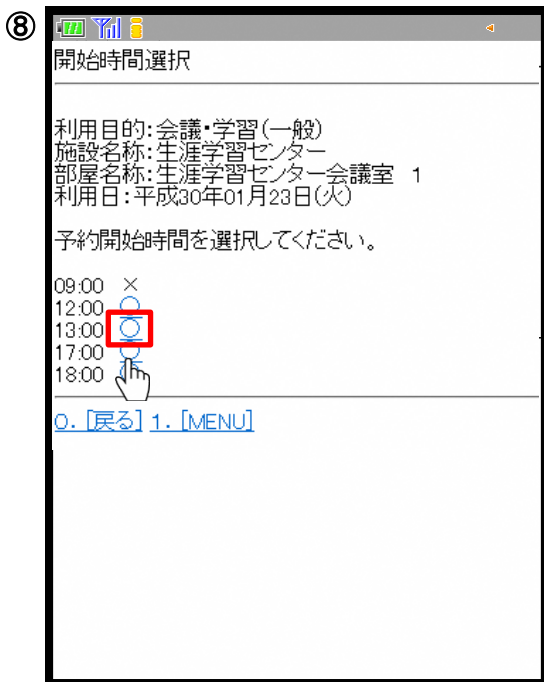 ⑧
開始時間選択
利用目的:会議・学習(一般)
施設名称:生涯学習センター
部屋名称:生涯学習センター会議室 1
利用日:平成30年01月23日(火)
予約開始時間を選択してください。
09:00 ×
12:00 ○
13:00 ○
17:00 ○
18:00 ○
0. [戻る] 1. [MENU]